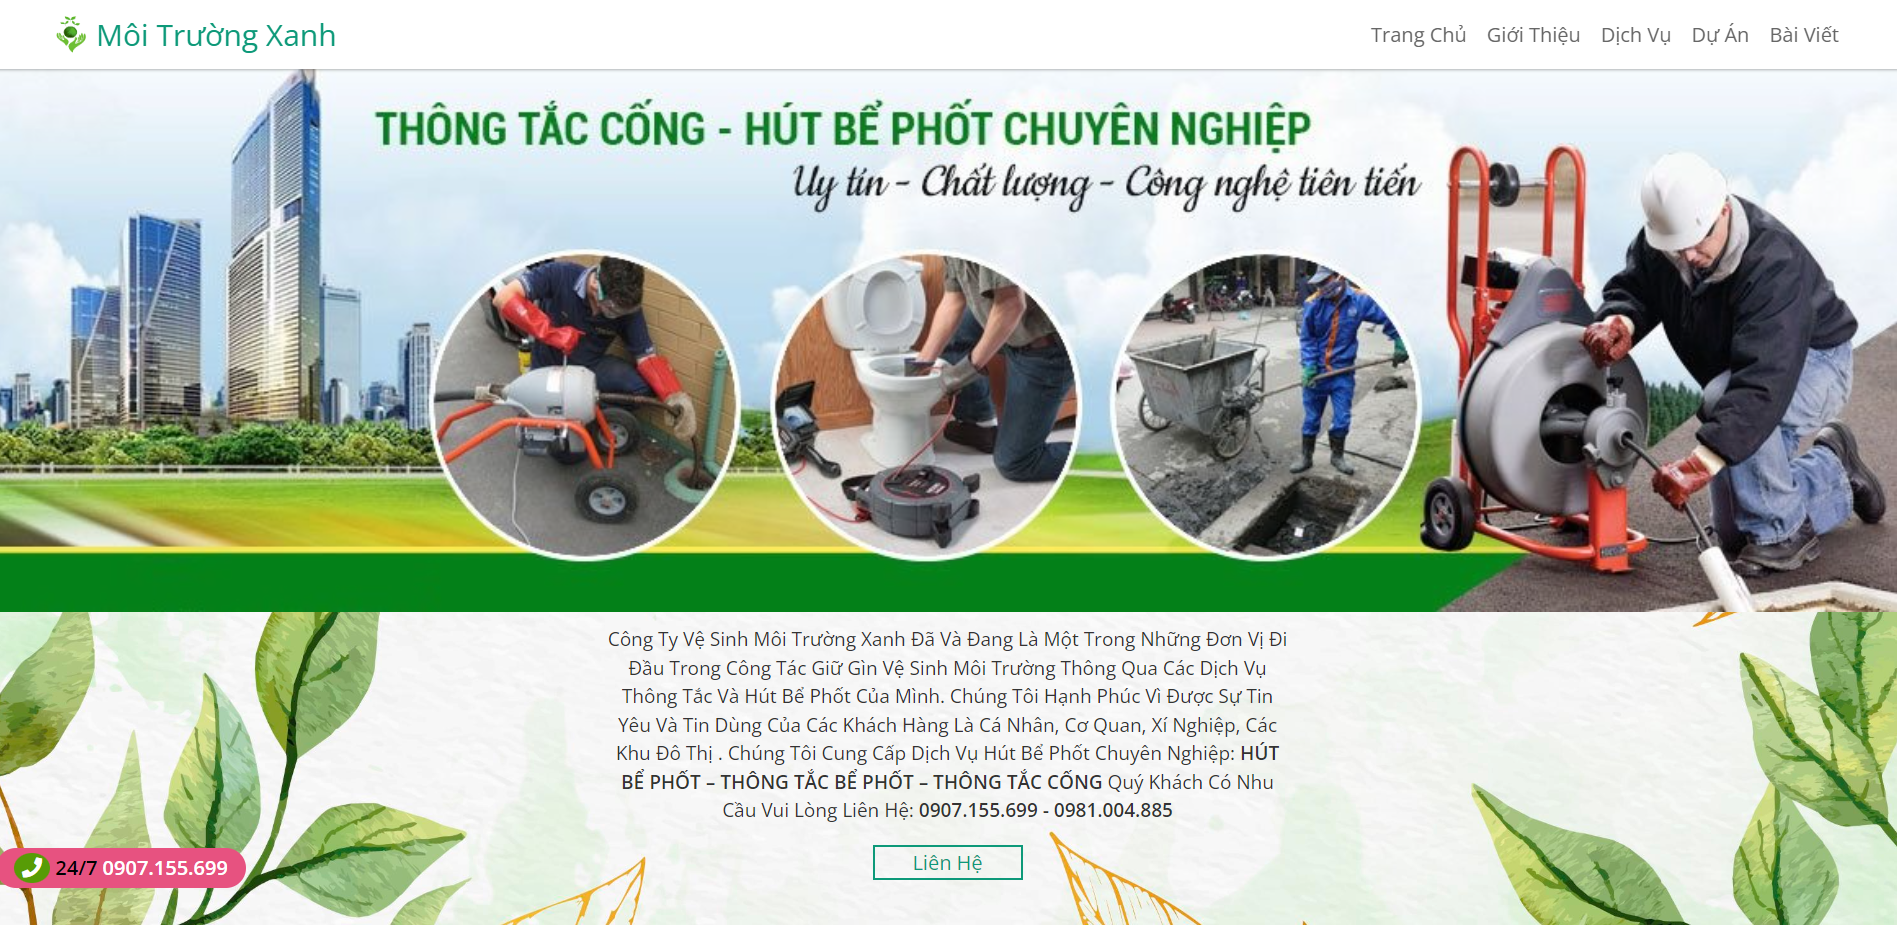 Môi Trường Xanh
Trang Chủ
Giới Thiệu
Dịch Vụ
Dự Án
Bài Viết
THÔNG TẮC CỐNG - HÚT BỂ PHỐT CHUYÊN NGHIỆP
Uy tín - Chất lượng - Công nghệ tiên tiến
Công Ty Vệ Sinh Môi Trường Xanh Đã Và Đang Là Một Trong Những Đơn Vị Đi
Đầu Trong Công Tác Giữ Gìn Vệ Sinh Môi Trường Thông Qua Các Dịch Vụ
Thông Tắc Và Hút Bể Phốt Của Mình. Chúng Tôi Hạnh Phúc Vì Được Sự Tin
Yêu Và Tin Dùng Của Các Khách Hàng Là Cá Nhân, Cơ Quan, Xí Nghiệp, Các
Khu Đô Thị . Chúng Tôi Cung Cấp Dịch Vụ Hút Bể Phốt Chuyên Nghiệp: HÚT
BỂ PHỐT – THÔNG TẮC BỂ PHỐT – THÔNG TẮC CỐNG Quý Khách Có Nhu
Cầu Vui Lòng Liên Hệ: 0907.155.699 - 0981.004.885
Liên Hệ
24/7 0907.155.699